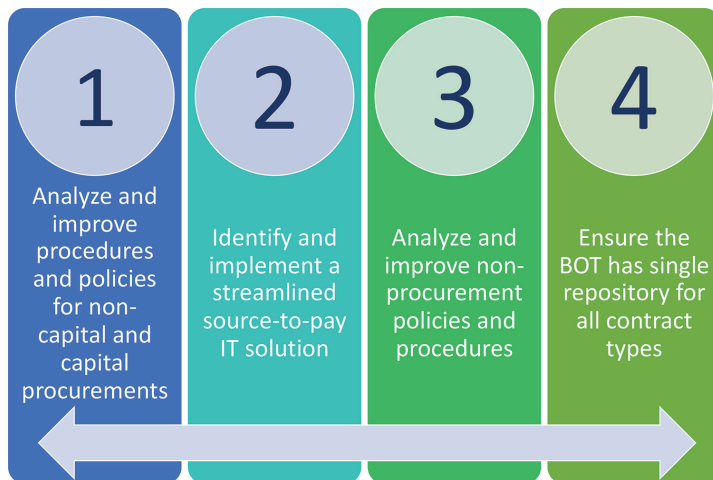 1
Analyze and
improve
procedures
and policies
for non-
capital and
capital
procurements
2
Identify and
implement a
streamlined
source-to-pay
IT solution
3
Analyze and
improve non-
procurement
policies and
procedures
4
Ensure the
BOT has single
repository for
all contract
types